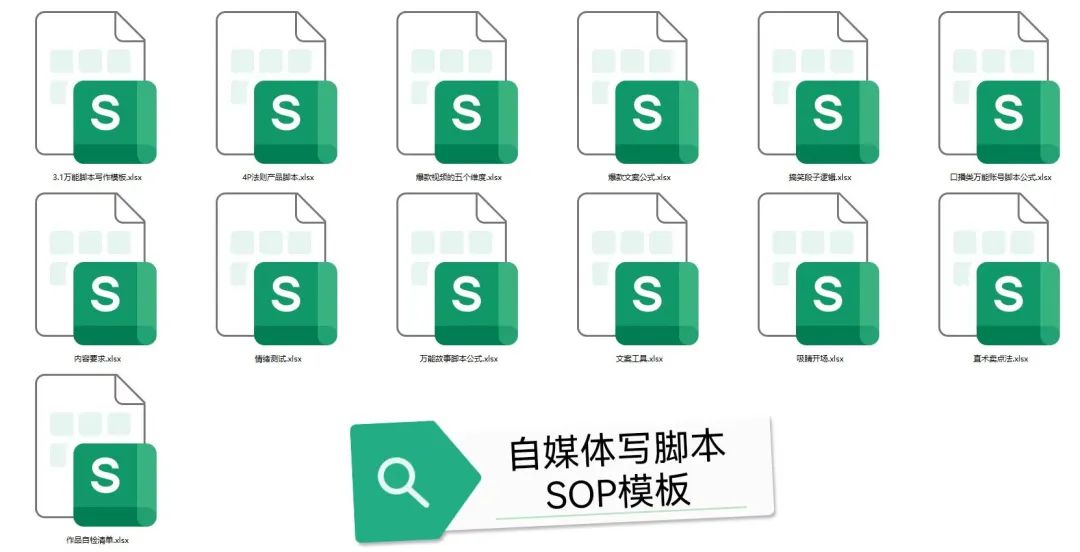 S
S
S
S
S
S
3.1万能脚本写作模板.xlsx
4P法则产品脚本.xlsx
爆款视频的五个维度.xlsx
爆款文案公式.xlsx
搞笑段子逻辑.xlsx
口播类万能账号脚本公式.xlsx
S
S
S
S
S
S
内容要求.xlsx
情绪测试.xlsx
万能故事脚本公式.xlsx
文案工具.xlsx
吸睛开场.xlsx
直术卖点法.xlsx
S
作品自检清单.xlsx
自媒体写脚本
SOP模板